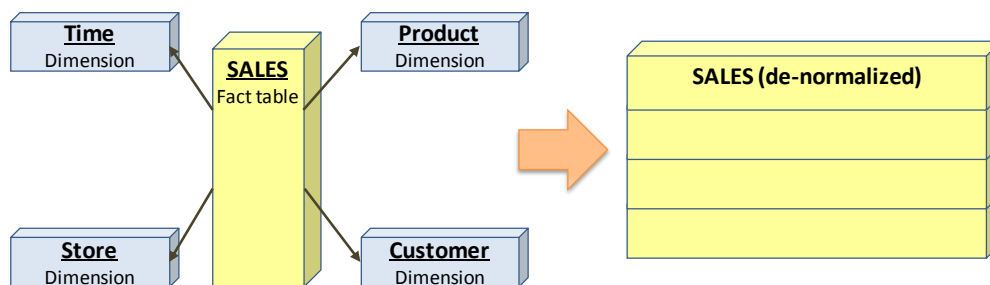 Time
Dimension
SALES
Fact table
Product
Dimension
Store
Dimension
Customer
Dimension
SALES (de-normalized)